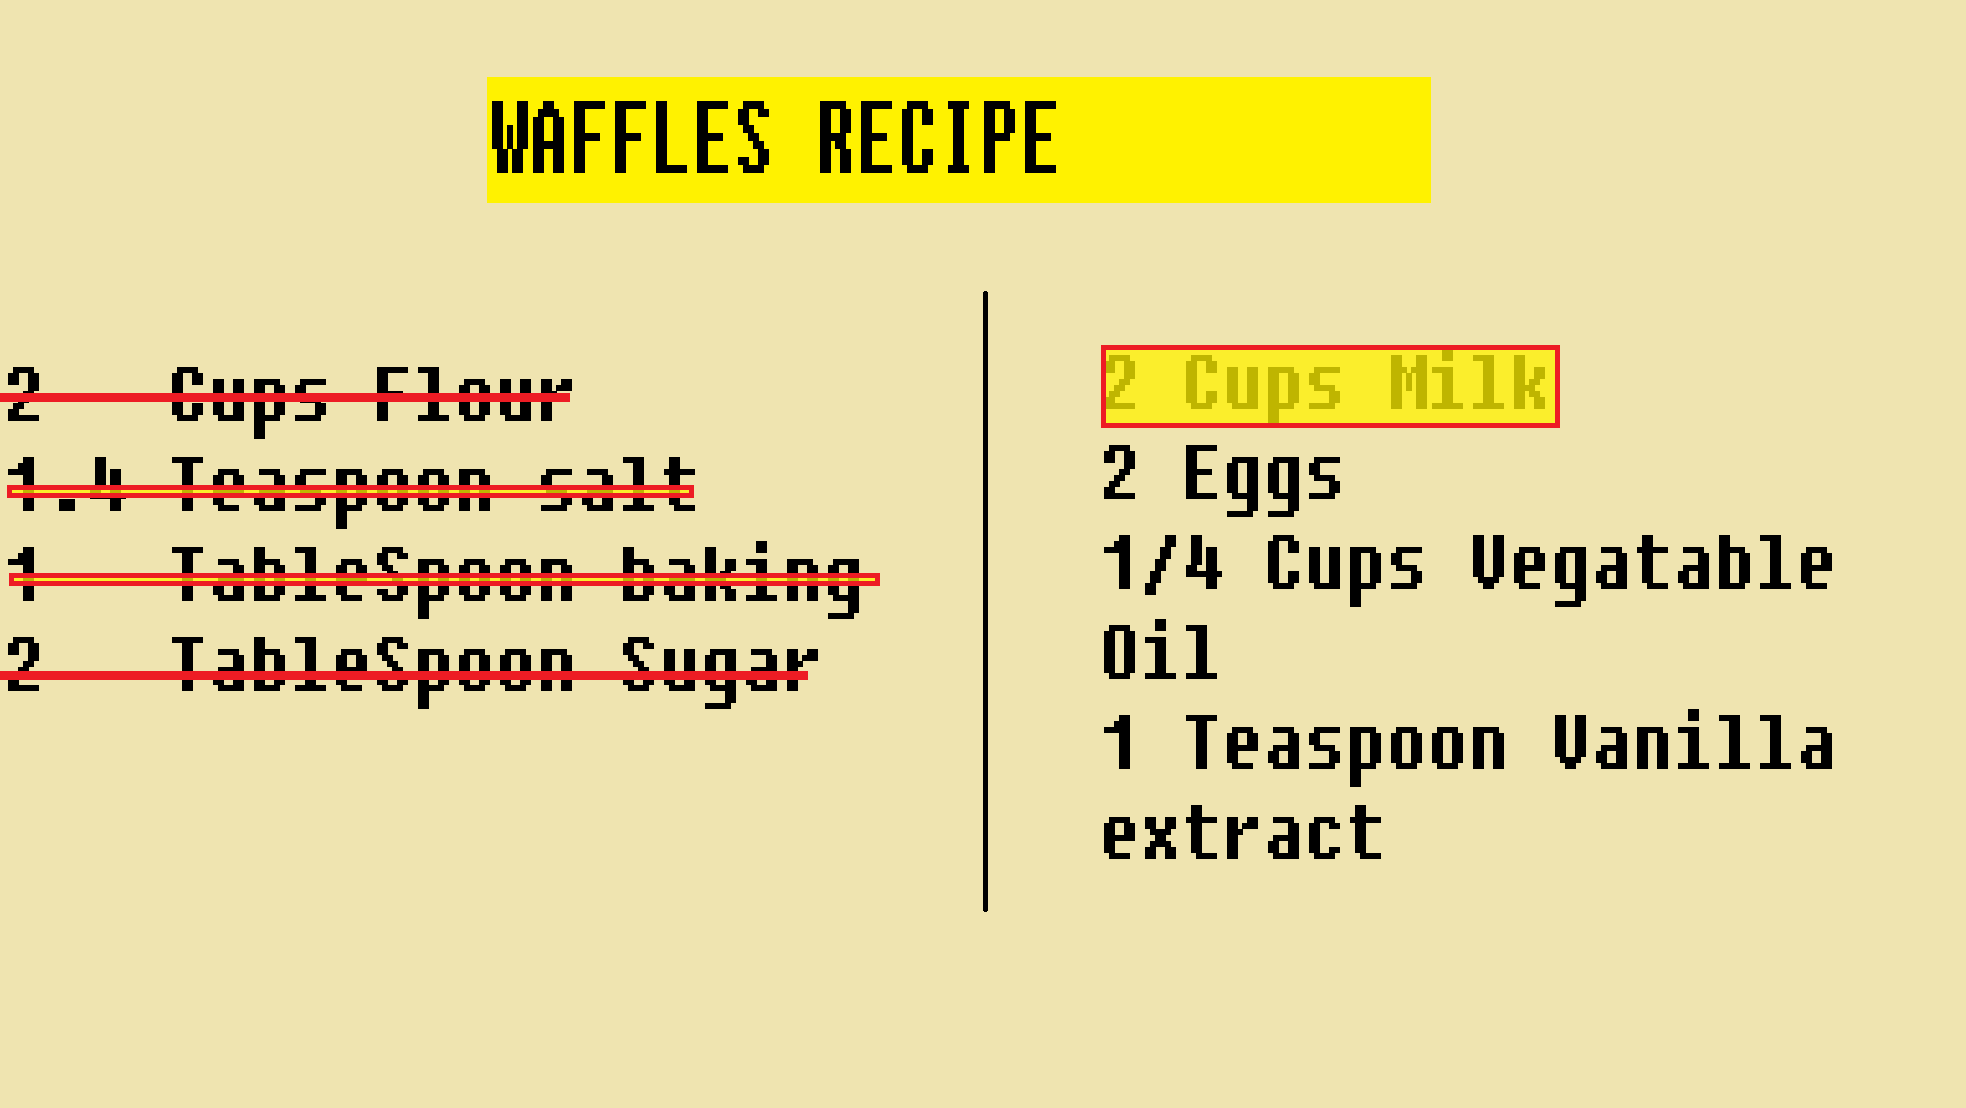 WAFFLES RECIPE
2 Cups Flour
1.4 Teaspoon salt
1 TableSpoon baking
2 TableSpoon Sugar
2 Cups Milk
2 Eggs
1/4 Cups Vegatable
Oil
1 Teaspoon Vanilla
extract